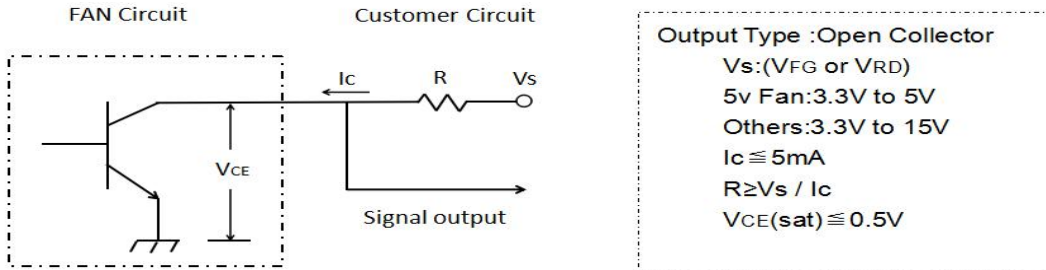 FAN Circuit
Customer Circuit
Ic
R
Vs
VCE
Signal output
Output Type :Open Collector
Vs:(VFG or VRD)
5v Fan:3.3V to 5V
Others:3.3V to 15V
Ic≦5mA
R≥Vs / Ic
VCE(sat)≦0.5V